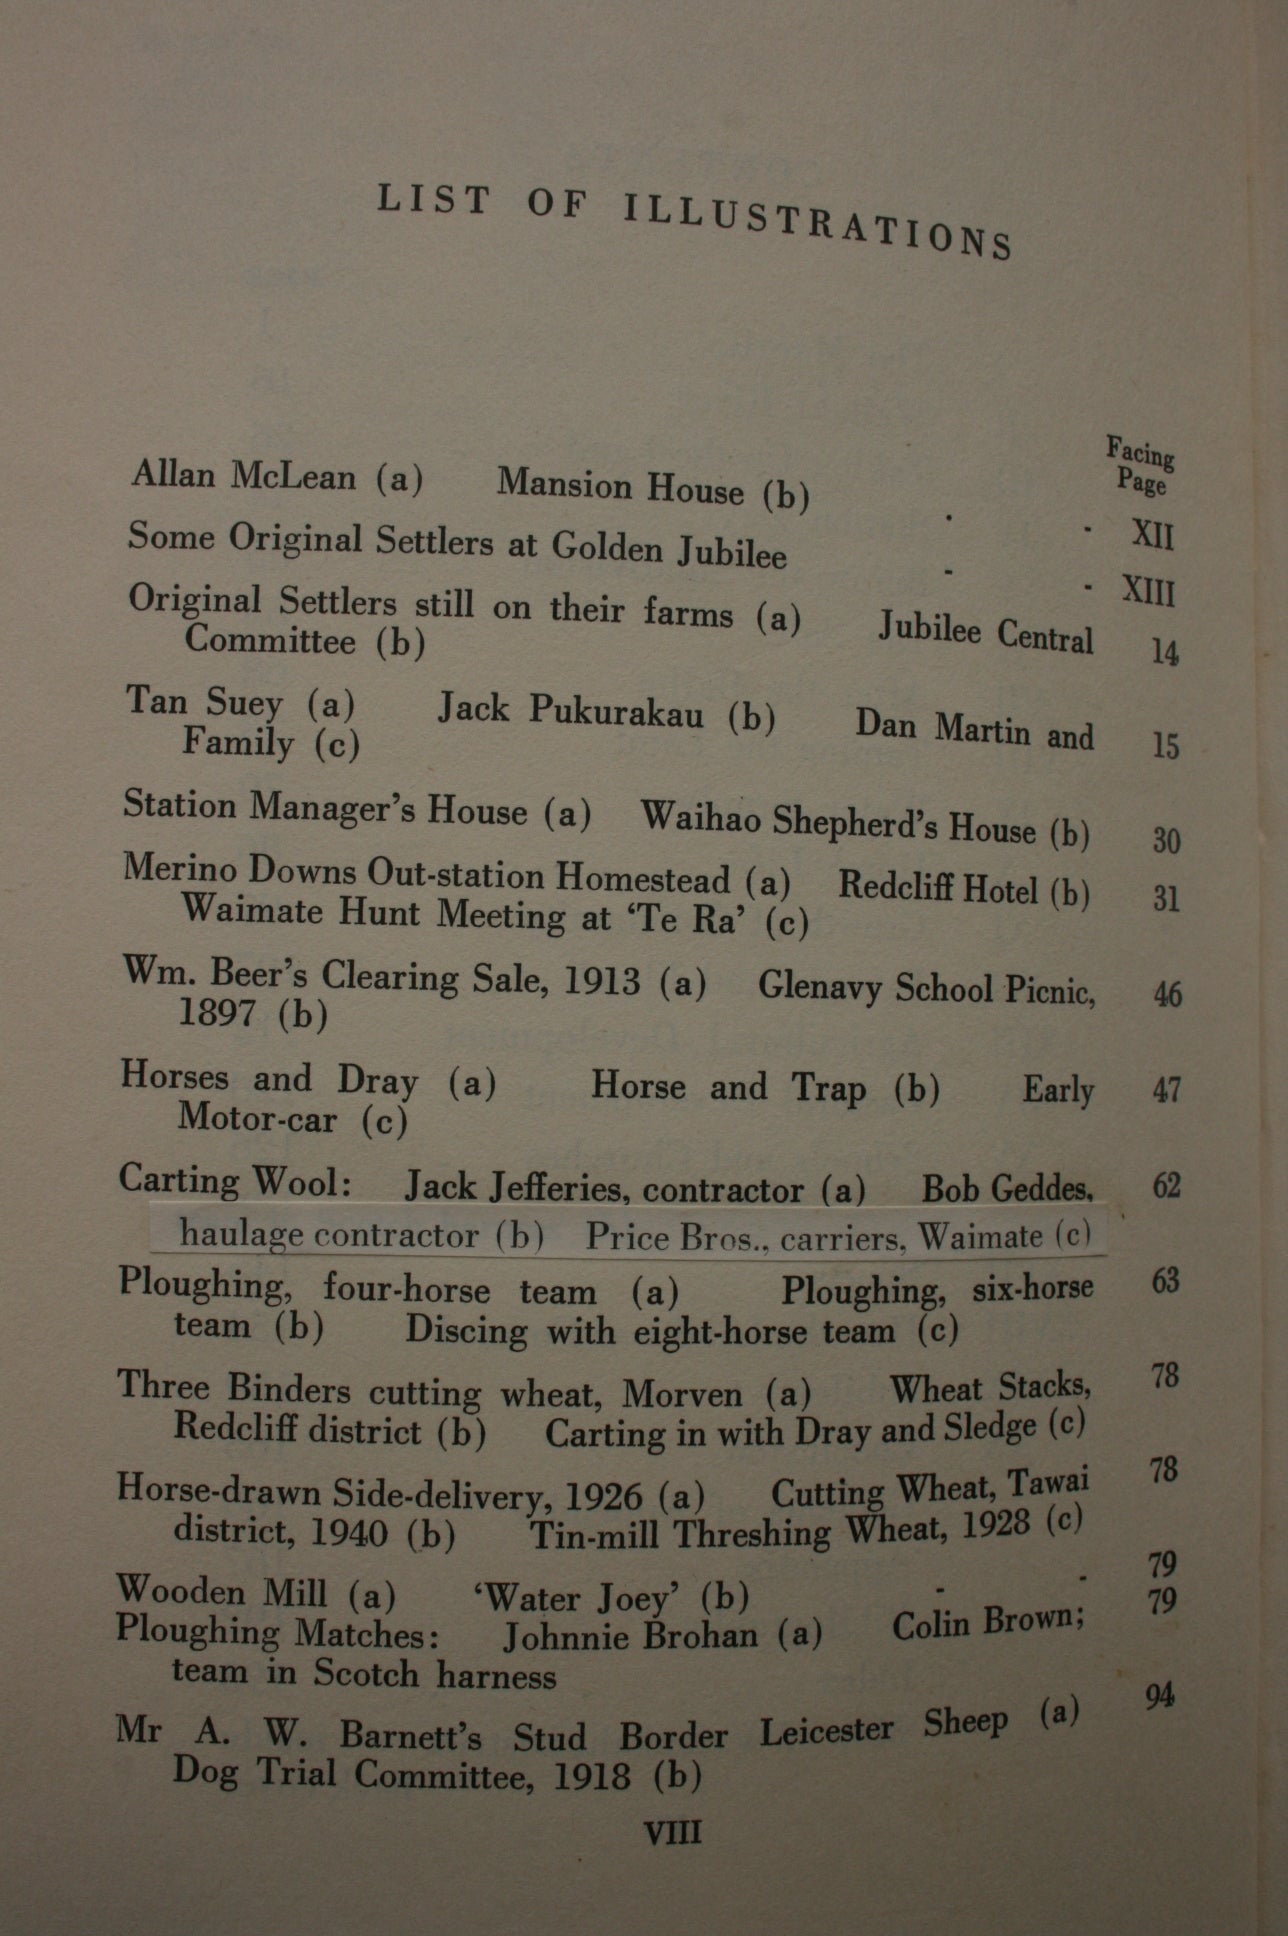 LIST OF ILLUSTRATIONS
Facing
Page
Allan McLean (a) Mansion House (b) - - XII
Some Original Settlers at Golden Jubilee - - XIII
Original Settlers still on their farms (a) Jubilee Central 14
Committee (b)
Tan Suey (a) Jack Pukurakau (b) Dan Martin and 15
Family (c)
Station Manager's House (a) Waihao Shepherd's House (b) 30
Merino Downs Out-station Homestead (a) Redcliff Hotel (b) 31
Waimate Hunt Meeting at ‘Te Ra’ (c)
Wm. Beer's Clearing Sale, 1913 (a) Glenavy School Picnic, 46
1897 (b)
Horses and Dray (a) Horse and Trap (b) Early 47
Motor-car (c)
Carting Wool: Jack Jefferies, contractor (a) Bob Geddes, 62
haulage contractor (b) Price Bros., carriers, Waimate (c)
Ploughing, four-horse team (a) Ploughing, six-horse 63
team (b) Discing with eight-horse team (c)
Three Binders cutting wheat, Morven (a) Wheat Stacks, 78
Redcliff district (b) Carting in with Dray and Sledge (c)
Horse-drawn Side-delivery, 1926 (a) Cutting Wheat, Tawai 78
district, 1940 (b) Tin-mill Threshing Wheat, 1928 (c)
Wooden Mill (a) ‘Water Joey’ (b) - - 79
Ploughing Matches: Johnnie Brohan (a) Colin Brown; 79
team in Scotch harness
Mr A. W. Barnett's Stud Border Leicester Sheep (a) 94
Dog Trial Committee, 1918 (b)
VIII